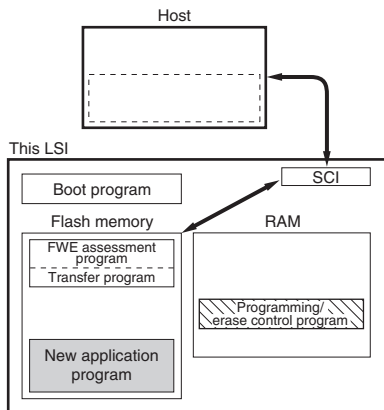 Host
This LSI
SCI
Boot program
Flash memory
RAM
FWE assessment
program
Transfer program
Programming/
erase control program
New application
program